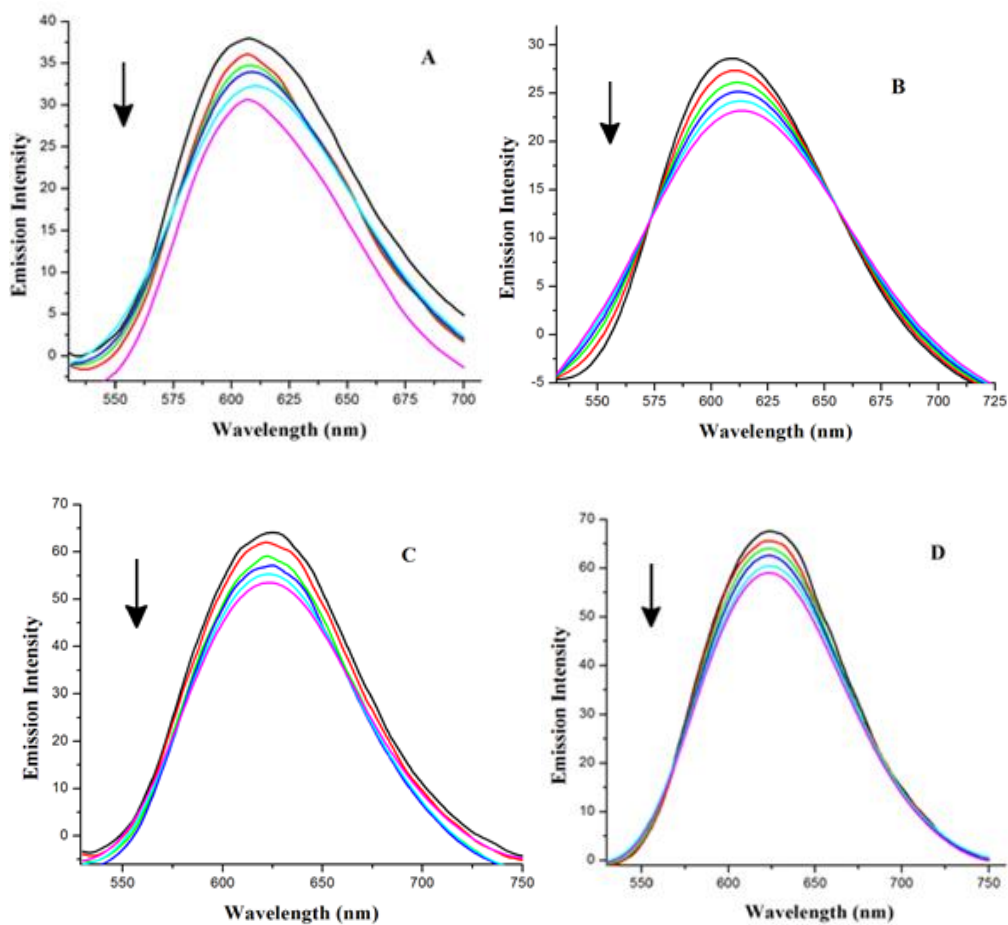 A
Emission Intensity
40
35
30
25
20
15
10
5
0
550 575 600 625 650 675 700
Wavelength (nm)
B
Emission Intensity
30
25
20
15
10
5
0
-5
550 575 600 625 650 675 700 725
Wavelength (nm)
C
Emission Intensity
70
60
50
40
30
20
10
0
550 600 650 700 750
Wavelength (nm)
D
Emission Intensity
70
60
50
40
30
20
10
0
550 600 650 700 750
Wavelength (nm)